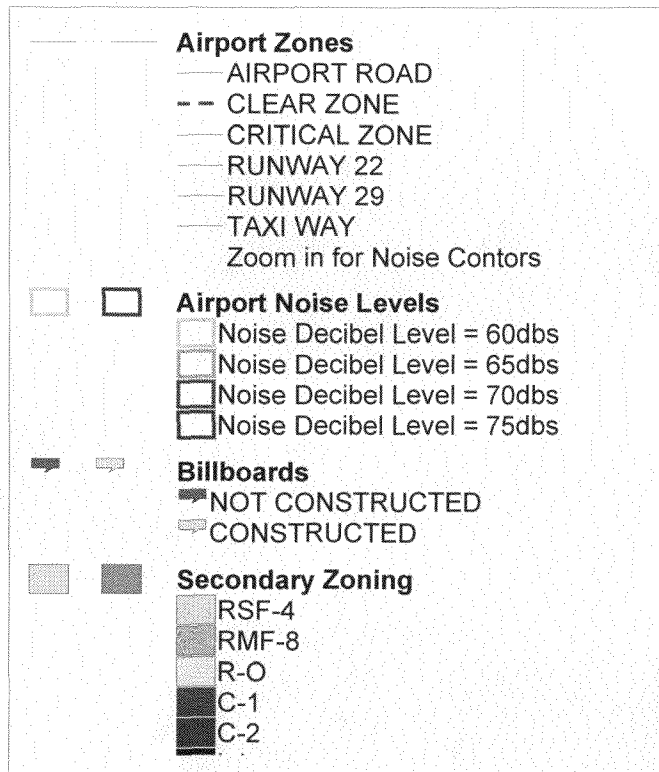 Airport Zones
AIRPORT ROAD
CLEAR ZONE
CRITICAL ZONE
RUNWAY 22
RUNWAY 29
TAXI WAY
Zoom in for Noise Contors
Airport Noise Levels
Noise Decibel Level = 60dbs
Noise Decibel Level = 65dbs
Noise Decibel Level = 70dbs
Noise Decibel Level = 75dbs
Billboards
NOT CONSTRUCTED
CONSTRUCTED
Secondary Zoning
RSF-4
RMF-8
R-O
C-1
C-2